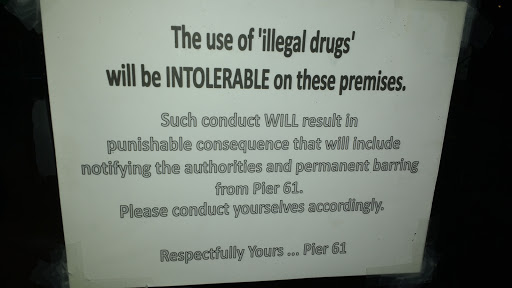 The use of 'illegal drugs'
will be INTOLERABLE on these premises.
Such conduct WILL result in
punishable consequence that will include
notifying the authorities and permanent barring
from Pier 61.
Please conduct yourselves accordingly.
Respectfully Yours ... Pier 61